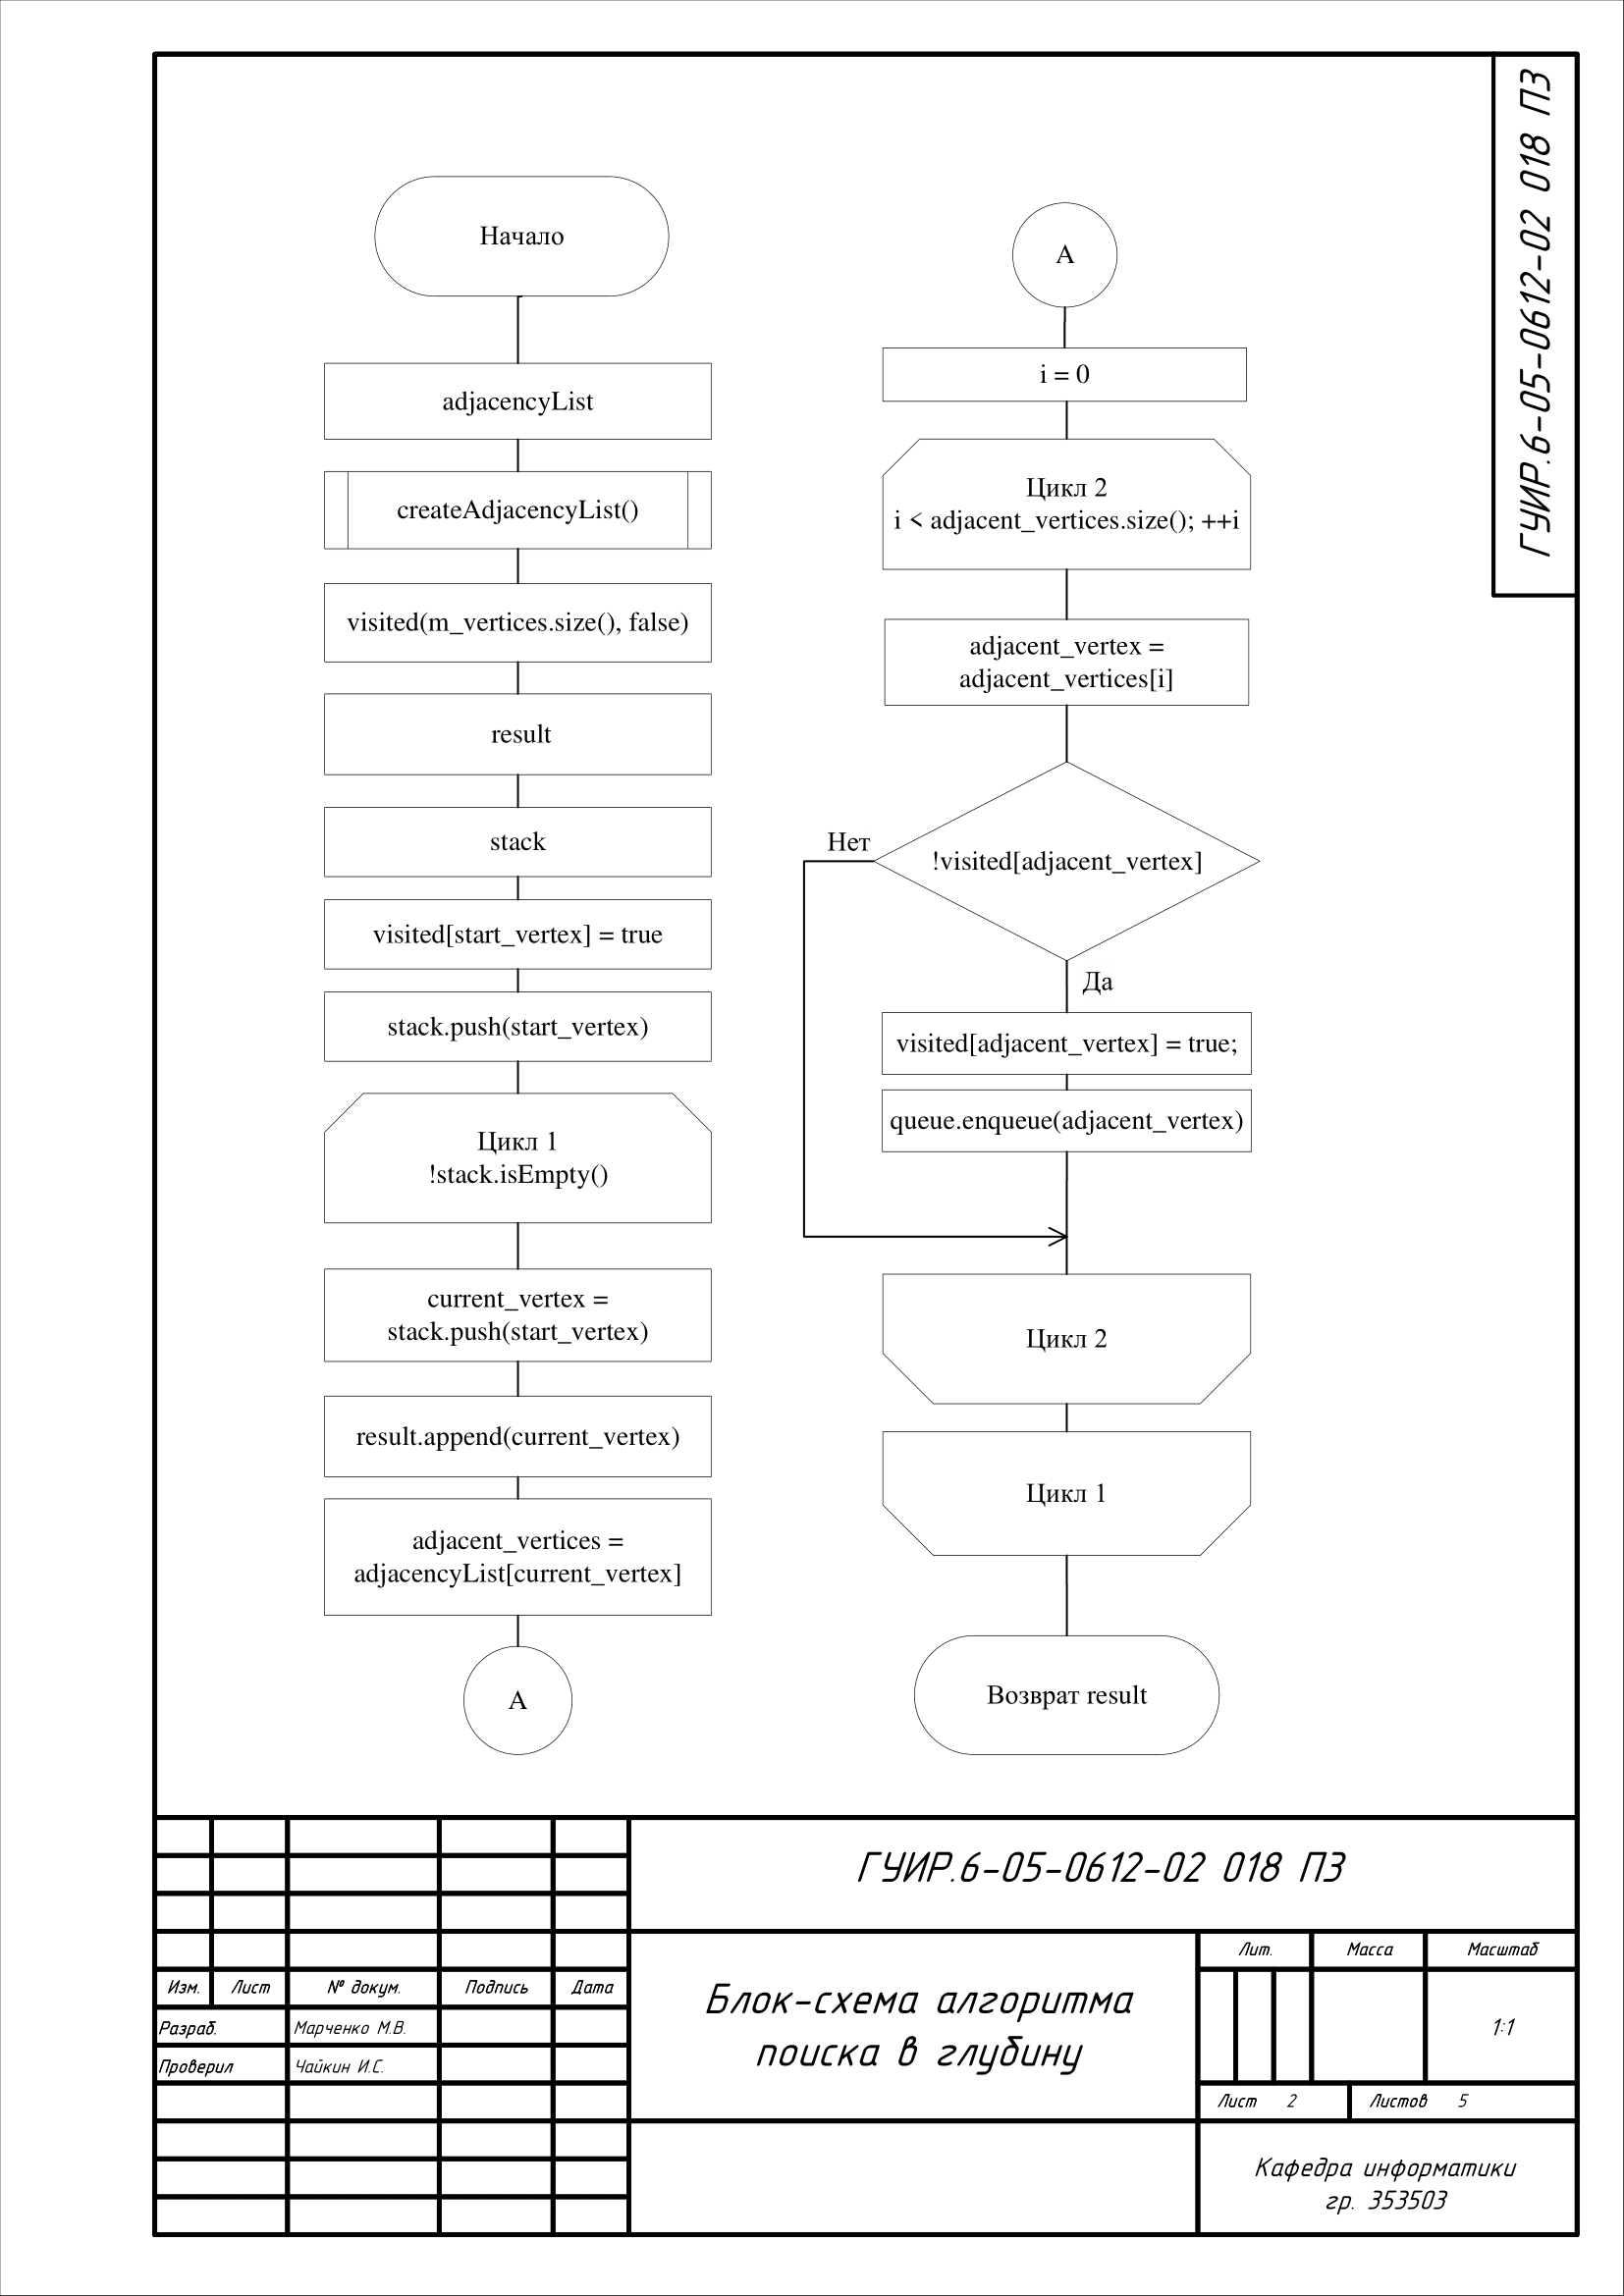 ГУИР.6-05-0612-02 018 ПЗ
Начало
adjacencyList
createAdjacencyList()
visited(m_vertices.size(), false)
result
stack
visited[start_vertex] = true
stack.push(start_vertex)
Цикл 1
!stack.isEmpty()
current_vertex =
stack.push(start_vertex)
result.append(current_vertex)
adjacent_vertices =
adjacencyList[current_vertex]
A
A
i = 0
Цикл 2
i < adjacent_vertices.size(); ++i
adjacent_vertex =
adjacent_vertices[i]
!visited[adjacent_vertex]
Нет
Да
visited[adjacent_vertex] = true;
queue.enqueue(adjacent_vertex)
Цикл 2
Цикл 1
Возврат result
ГУИР.6-05-0612-02 018 ПЗ
Изм. Лист № докум. Подпись Дата
Разраб. Марченко М.В.
Проверил Чайкин И.С.
Блок-схема алгоритма
поиска в глубину
Лит. Масса Масштаб
1:1
Лист 2 Листов 5
Кафедра информатики
гр. 353503